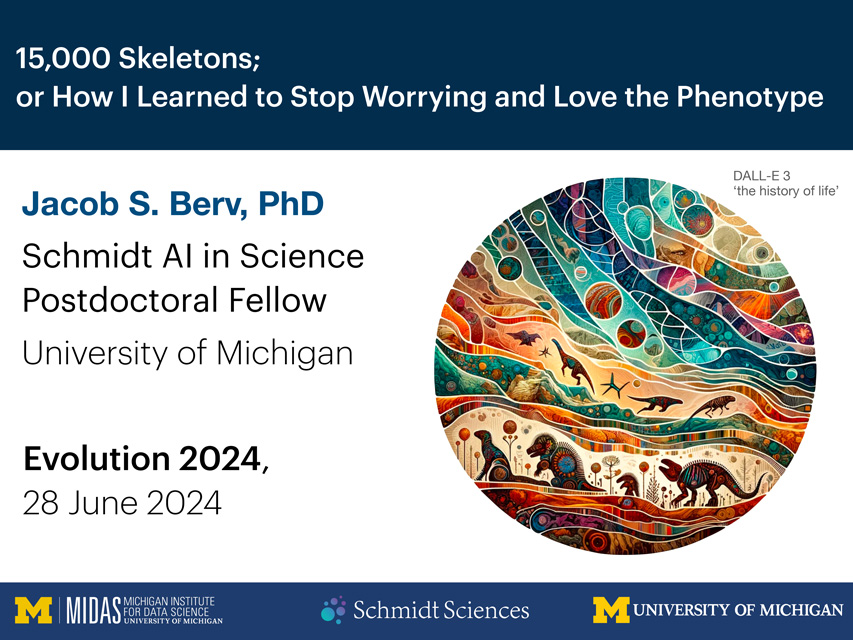 15,000 Skeletons;
or How I Learned to Stop Worrying and Love the Phenotype
DALL-E 3
‘the history of life’
Jacob S. Berv, PhD
Schmidt AI in Science
Postdoctoral Fellow
University of Michigan
Evolution 2024,
28 June 2024
M MIDAS MICHIGAN INSTITUTE
FOR DATA SCIENCE
UNIVERSITY OF MICHIGAN
Schmidt Sciences
M UNIVERSITY OF MICHIGAN